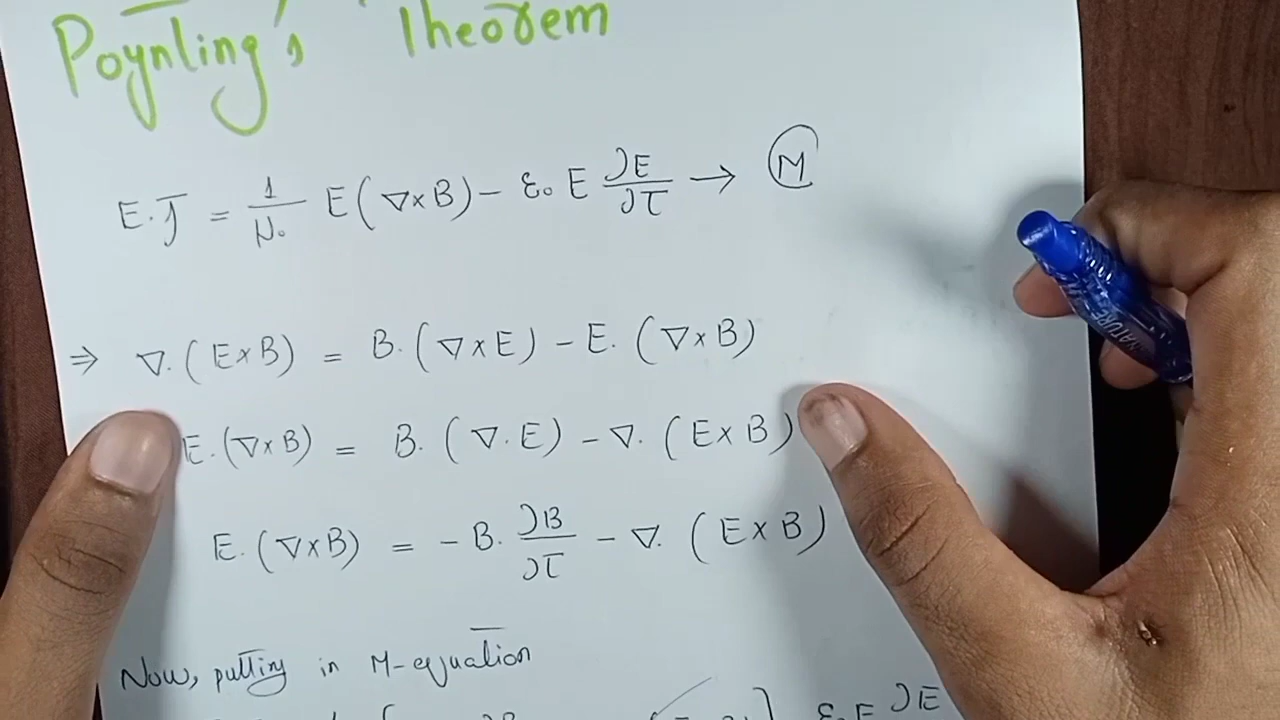 Poynting's Theorem
E.J = 1/μ₀ E(∇×B) - ε₀ E ∂E/∂t → (M)
⇒ ∇.(E×B) = B.(∇×E) - E.(∇×B)
E.(∇×B) = B.(∇.E) - ∇.(E×B)
E.(∇×B) = -B.∂B/∂t - ∇.(E×B)
Now, putting in M-equation